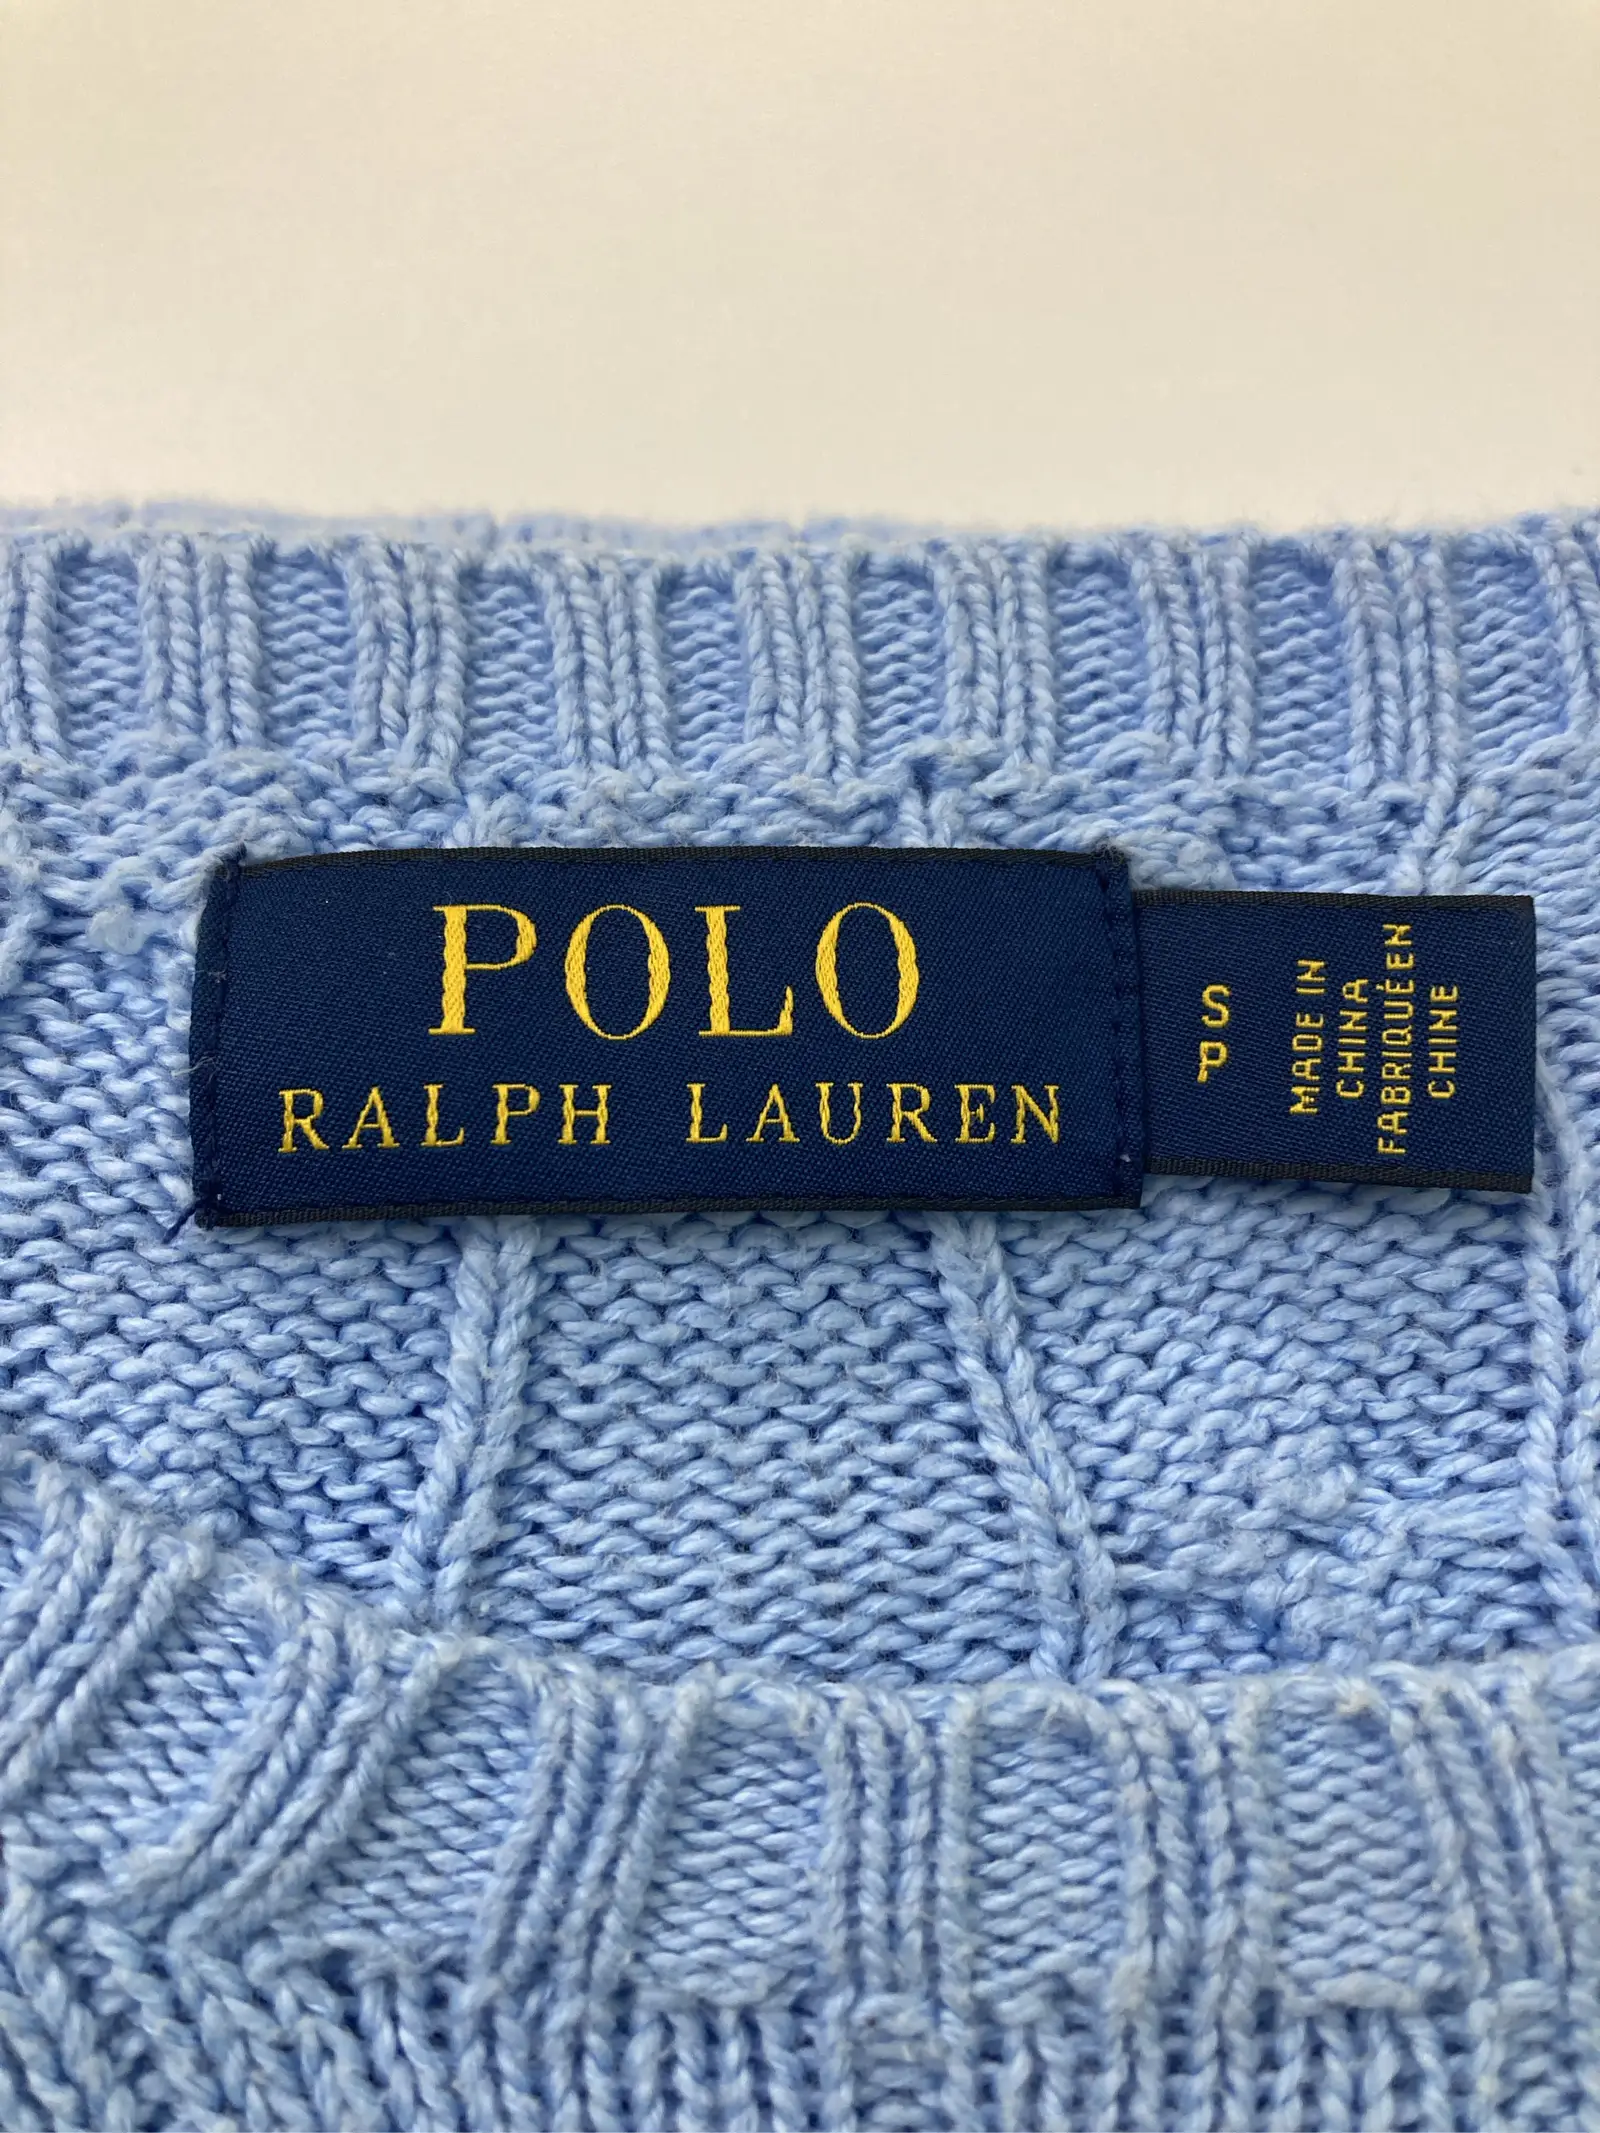 POLO
RALPH LAUREN
S
P
MADE IN
CHINA
FABRIQUÉ EN
CHINE